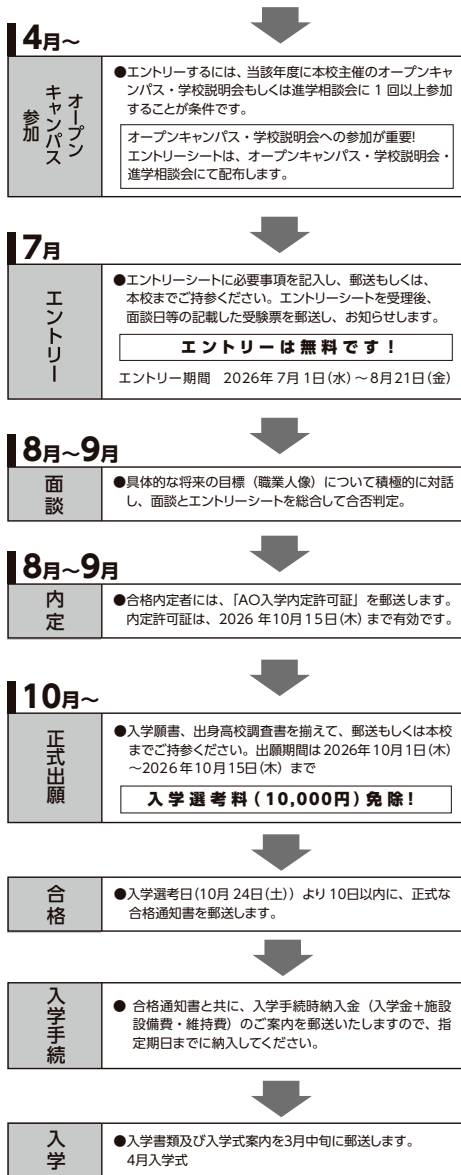 4月～
オープン
キャンパス
参加
●エントリーするには、当該年度に本校主催のオープンキャ
ンパス・学校説明会もしくは進学相談会に 1 回以上参加
することが条件です。
オープンキャンパス・学校説明会への参加が重要!
エントリーシートは、オープンキャンパス・学校説明会・
進学相談会にて配布します。
7月
エントリー
●エントリーシートに必要事項を記入し、郵送もしくは、
本校までご持参ください。エントリーシートを受理後、
面談日等の記載した受験票を郵送し、お知らせします。
エントリーは無料です！
エントリー期間　2026年 7月 1日(水) ～8月21日(金)
8月～9月
面談
●具体的な将来の目標（職業人像）について積極的に対話
し、面談とエントリーシートを総合して合否判定。
8月～9月
内定
●合格内定者には、「AO入学内定許可証」を郵送します。
内定許可証は、2026 年10月15日(木) まで有効です。
10月～
正式出願
●入学願書、出身高校調査書を揃えて、郵送もしくは本校
までご持参ください。出願期間は 2026年10月1日(木)
～2026年10月15日(木) まで
入学選考料（10,000円）免除！
合格
●入学選考日(10月 24日(土)）より 10日以内に、正式な
合格通知書を郵送します。
入学手続
● 合格通知書と共に、入学手続時納入金（入学金＋施設
設備費・維持費）のご案内を郵送いたしますので、指
定期日までに納入してください。
入学
●入学書類及び入学式案内を3月中旬に郵送します。
4月入学式